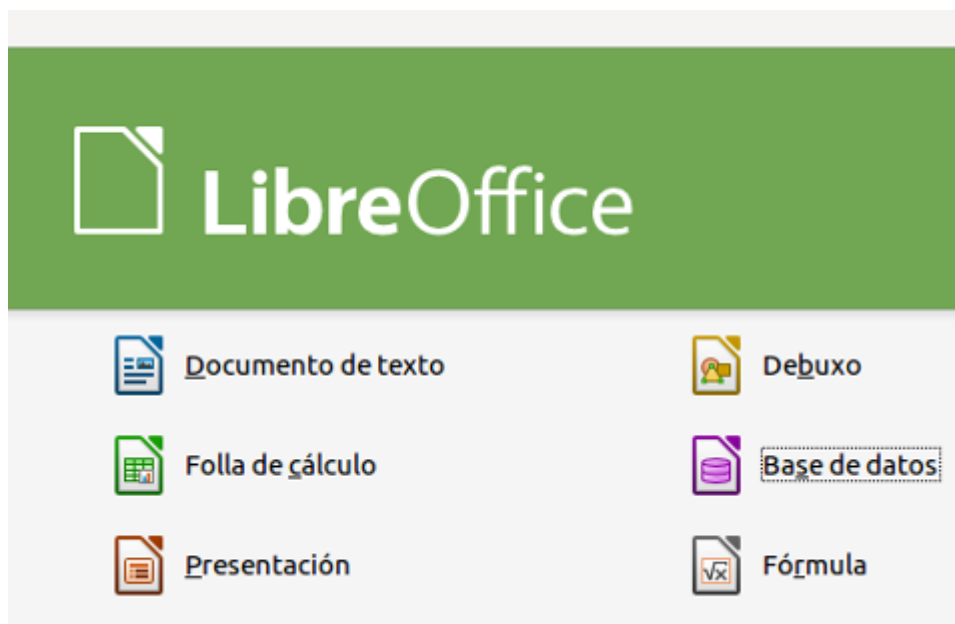 LibreOffice
Documento de texto
Debuxo
Folla de cálculo
Base de datos
Presentación
Fórmula